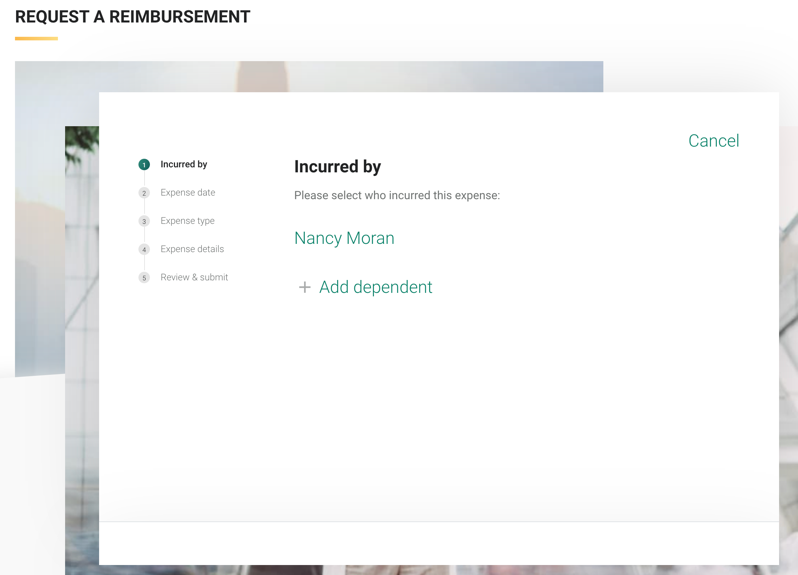 REQUEST A REIMBURSEMENT
Cancel
1 Incurred by
2 Expense date
3 Expense type
4 Expense details
5 Review & submit
Incurred by
Please select who incurred this expense:
Nancy Moran
+ Add dependent